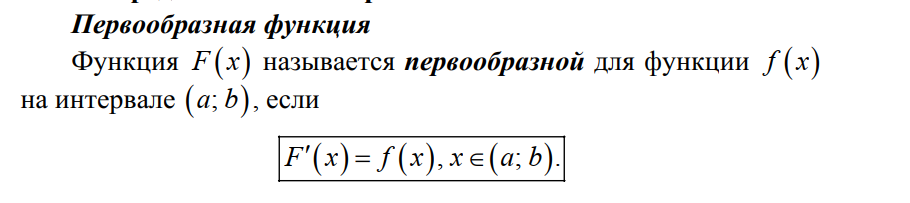 Первообразная функция
Функция F(x) называется первообразной для функции f(x)
на интервале (a; b), если
F′(x) = f(x), x ∈ (a; b).